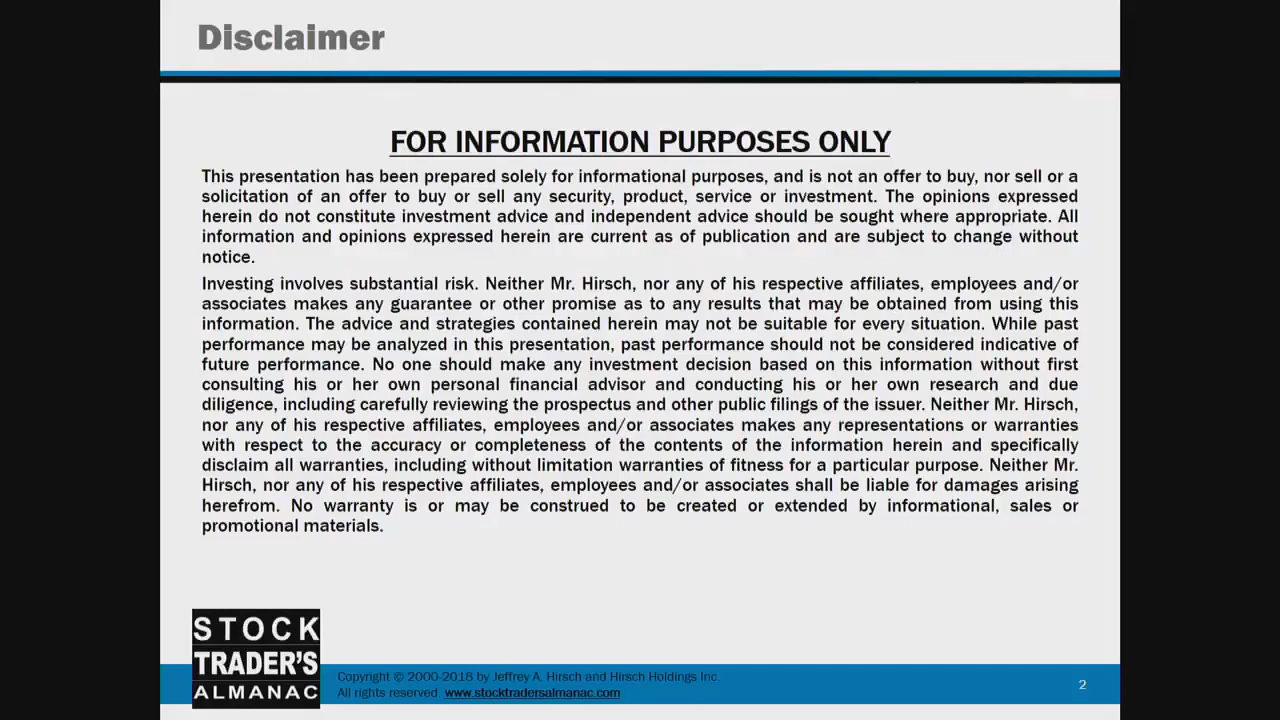 Disclaimer
FOR INFORMATION PURPOSES ONLY
This presentation has been prepared solely for informational purposes, and is not an offer to buy, nor sell or a
solicitation of an offer to buy or sell any security, product, service or investment. The opinions expressed
herein do not constitute investment advice and independent advice should be sought where appropriate. All
information and opinions expressed herein are current as of publication and are subject to change without
notice.
Investing involves substantial risk. Neither Mr. Hirsch, nor any of his respective affiliates, employees and/or
associates makes any guarantee or other promise as to any results that may be obtained from using this
information. The advice and strategies contained herein may not be suitable for every situation. While past
performance may be analyzed in this presentation, past performance should not be considered indicative of
future performance. No one should make any investment decision based on this information without first
consulting his or her own personal financial advisor and conducting his or her own research and due
diligence, including carefully reviewing the prospectus and other public filings of the issuer. Neither Mr. Hirsch,
nor any of his respective affiliates, employees and/or associates makes any representations or warranties
with respect to the accuracy or completeness of the contents of the information herein and specifically
disclaim all warranties, including without limitation warranties of fitness for a particular purpose. Neither Mr.
Hirsch, nor any of his respective affiliates, employees and/or associates shall be liable for damages arising
herefrom. No warranty is or may be construed to be created or extended by informational, sales or
promotional materials.
STOCK
TRADER'S
ALMANAC
Copyright © 2000-2018 by Jeffrey A. Hirsch and Hirsch Holdings Inc.
All rights reserved. www.stocktradersalmanac.com
2